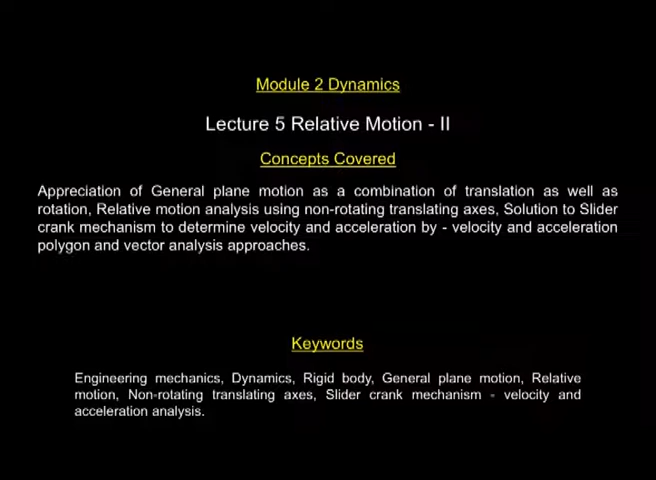 Module 2 Dynamics
Lecture 5 Relative Motion - II
Concepts Covered
Appreciation of General plane motion as a combination of translation as well as
rotation, Relative motion analysis using non-rotating translating axes, Solution to Slider
crank mechanism to determine velocity and acceleration by - velocity and acceleration
polygon and vector analysis approaches.
Keywords
Engineering mechanics, Dynamics, Rigid body, General plane motion, Relative
motion, Non-rotating translating axes, Slider crank mechanism - velocity and
acceleration analysis.